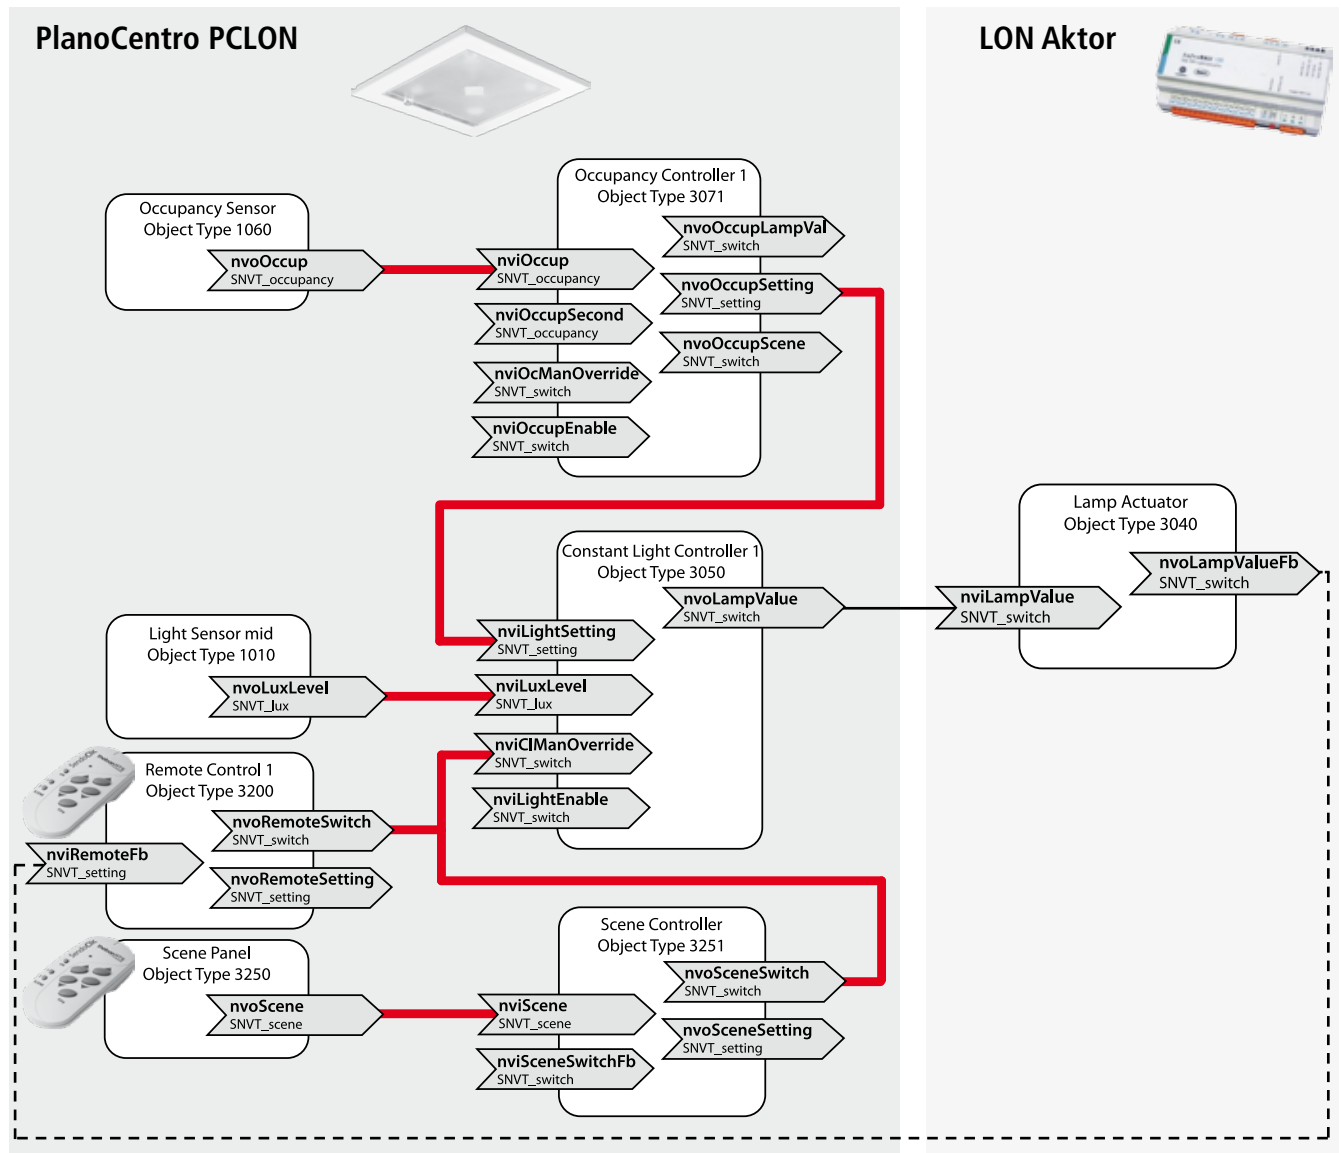 PlanoCentro PCLON
LON Aktor
Occupancy Sensor
Object Type 1060
nvoOccup
SNVT_occupancy
Occupancy Controller 1
Object Type 3071
nvoOccupLampVal
SNVT_switch
nviOccup
SNVT_occupancy
nvoOccupSetting
SNVT_setting
nviOccupSecond
SNVT_occupancy
nvoOccupScene
SNVT_switch
nviOcManOverride
SNVT_switch
nviOccupEnable
SNVT_switch
Lamp Actuator
Object Type 3040
nvoLampValueFb
SNVT_switch
nviLampValue
SNVT_switch
Constant Light Controller 1
Object Type 3050
nvoLampValue
SNVT_switch
nviLightSetting
SNVT_setting
nviLuxLevel
SNVT_lux
nviClManOverride
SNVT_switch
nviLightEnable
SNVT_switch
Light Sensor mid
Object Type 1010
nvoLuxLevel
SNVT_lux
Remote Control 1
Object Type 3200
nvoRemoteSwitch
SNVT_switch
nviRemoteFb
SNVT_setting
nvoRemoteSetting
SNVT_setting
Scene Panel
Object Type 3250
nvoScene
SNVT_scene
Scene Controller
Object Type 3251
nvoSceneSwitch
SNVT_switch
nviScene
SNVT_scene
nvoSceneSetting
SNVT_setting
nviSceneSwitchFb
SNVT_switch